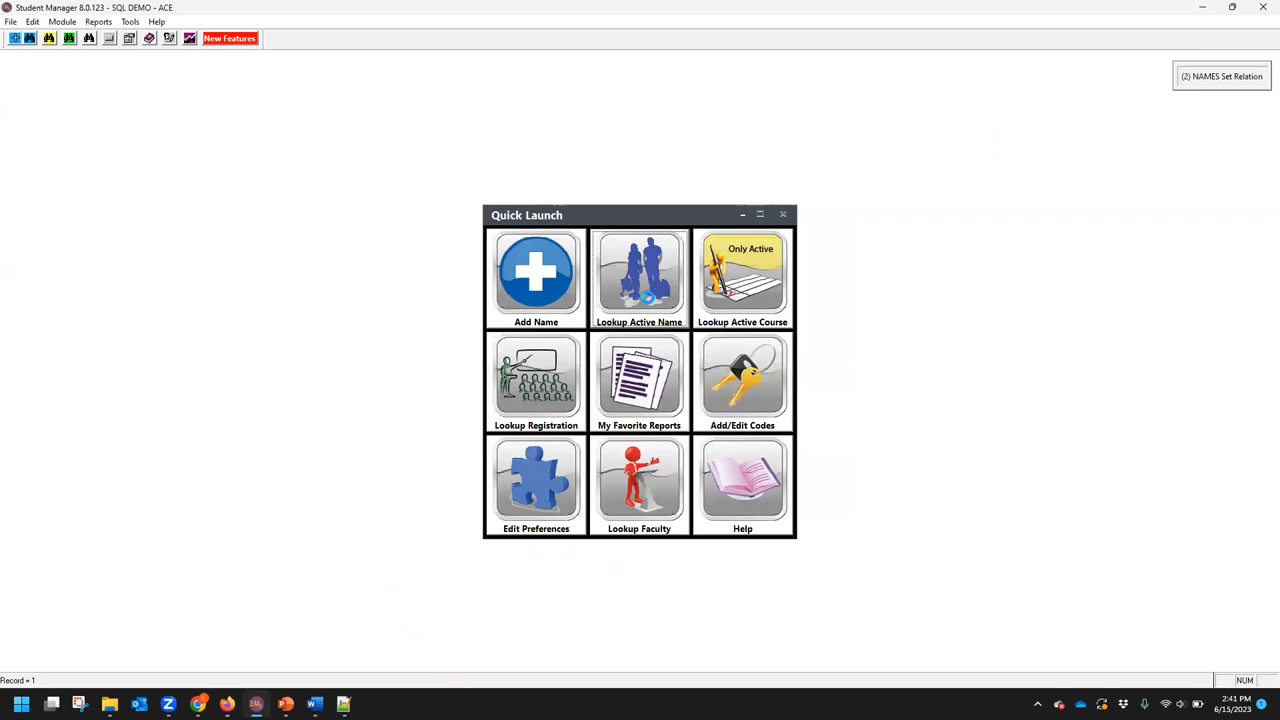 Student Manager 8.0.123 - SQL DEMO - ACE
File Edit Module Reports Tools Help
New Features
(2) NAMES Set Relation
Quick Launch
Only Active
Add Name Lookup Active Name Lookup Active Course
Lookup Registration My Favorite Reports Add/Edit Codes
Edit Preferences Lookup Faculty Help
Record = 1
NUM
2:41 PM
6/15/2023